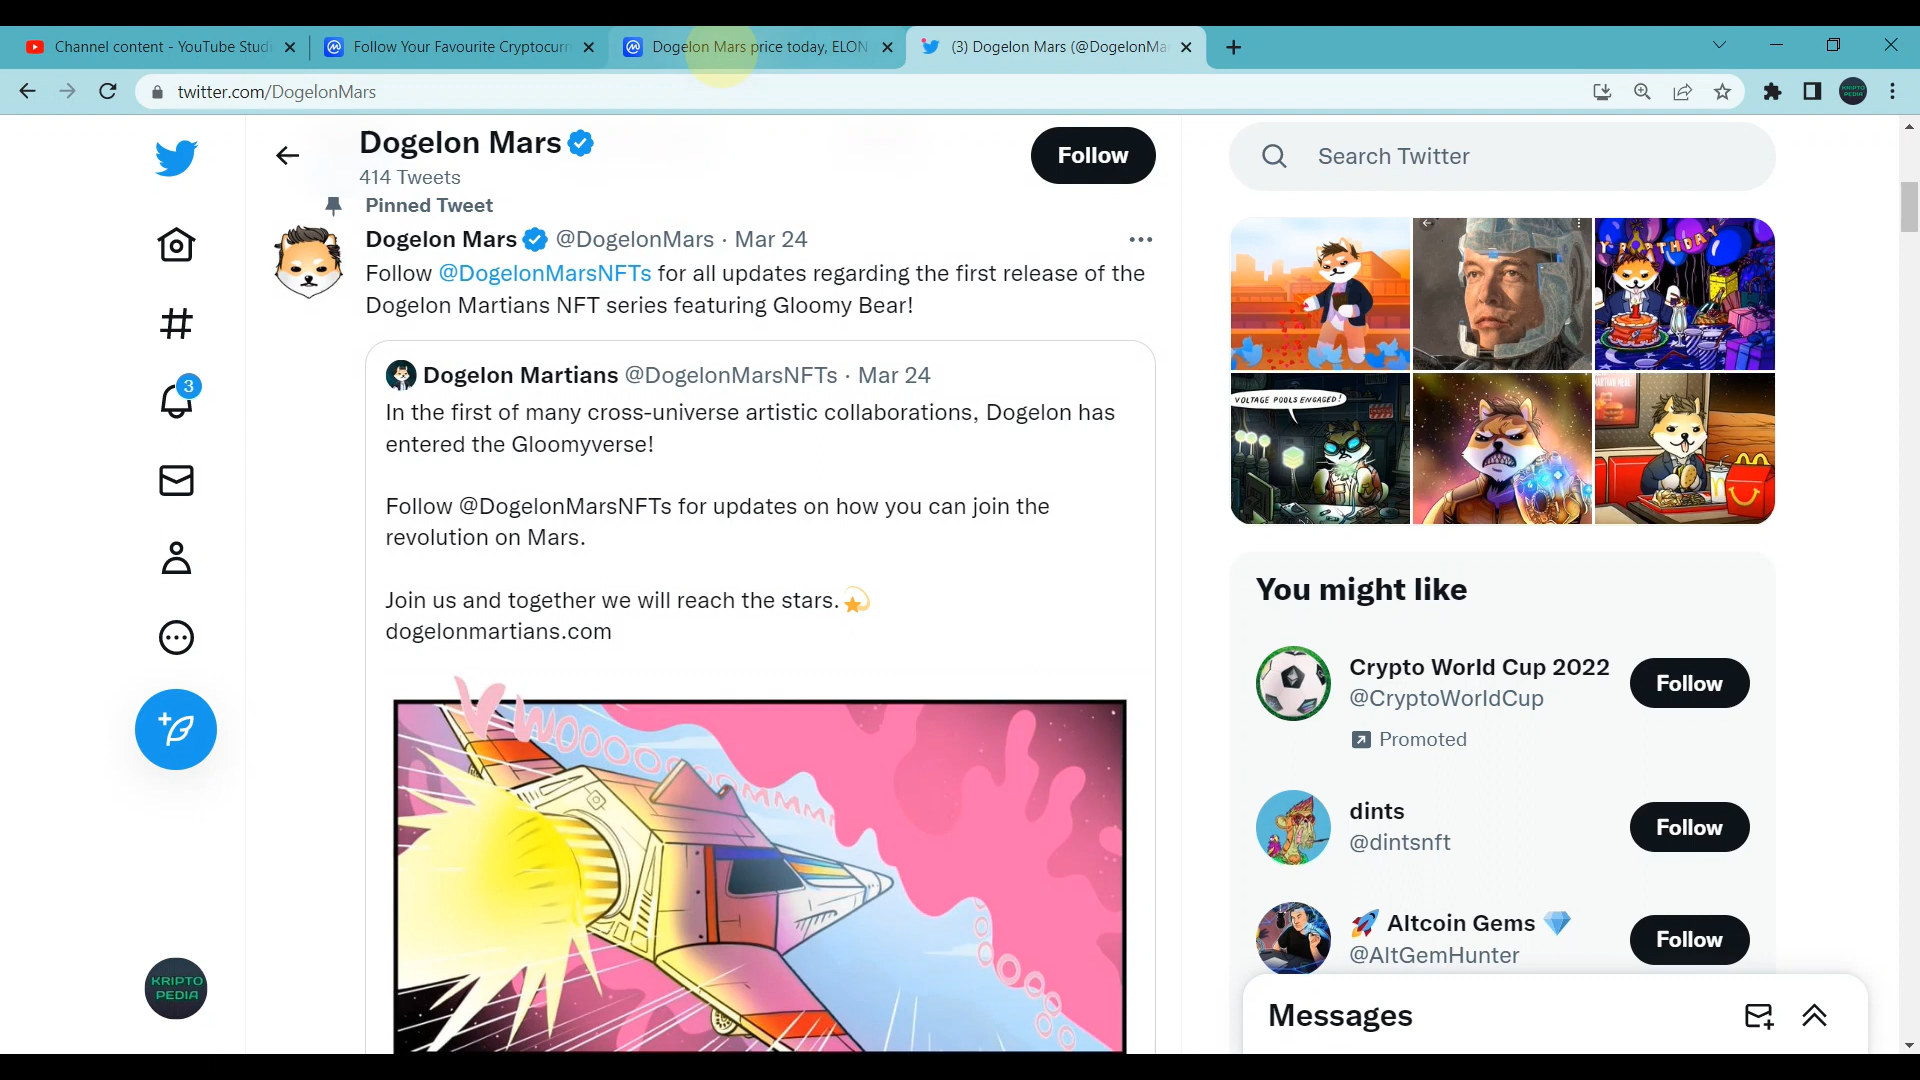 Channel content - YouTube Studi
Follow Your Favourite Cryptocurr
Dogelon Mars price today, ELON
(3) Dogelon Mars (@DogelonMa
twitter.com/DogelonMars
KRIPTO
PEDIA
Dogelon Mars
414 Tweets
Follow
Search Twitter
Pinned Tweet
Dogelon Mars @DogelonMars · Mar 24
Follow @DogelonMarsNFTs for all updates regarding the first release of the
Dogelon Martians NFT series featuring Gloomy Bear!
Dogelon Martians @DogelonMarsNFTs · Mar 24
In the first of many cross-universe artistic collaborations, Dogelon has
entered the Gloomyverse!
Follow @DogelonMarsNFTs for updates on how you can join the
revolution on Mars.
Join us and together we will reach the stars.
dogelonmartians.com
3
KRIPTO
PEDIA
VOLTAGE POOLS ENGAGED!
You might like
Crypto World Cup 2022
@CryptoWorldCup
Promoted
Follow
dints
@dintsnft
Follow
Altcoin Gems
@AltGemHunter
Follow
Messages